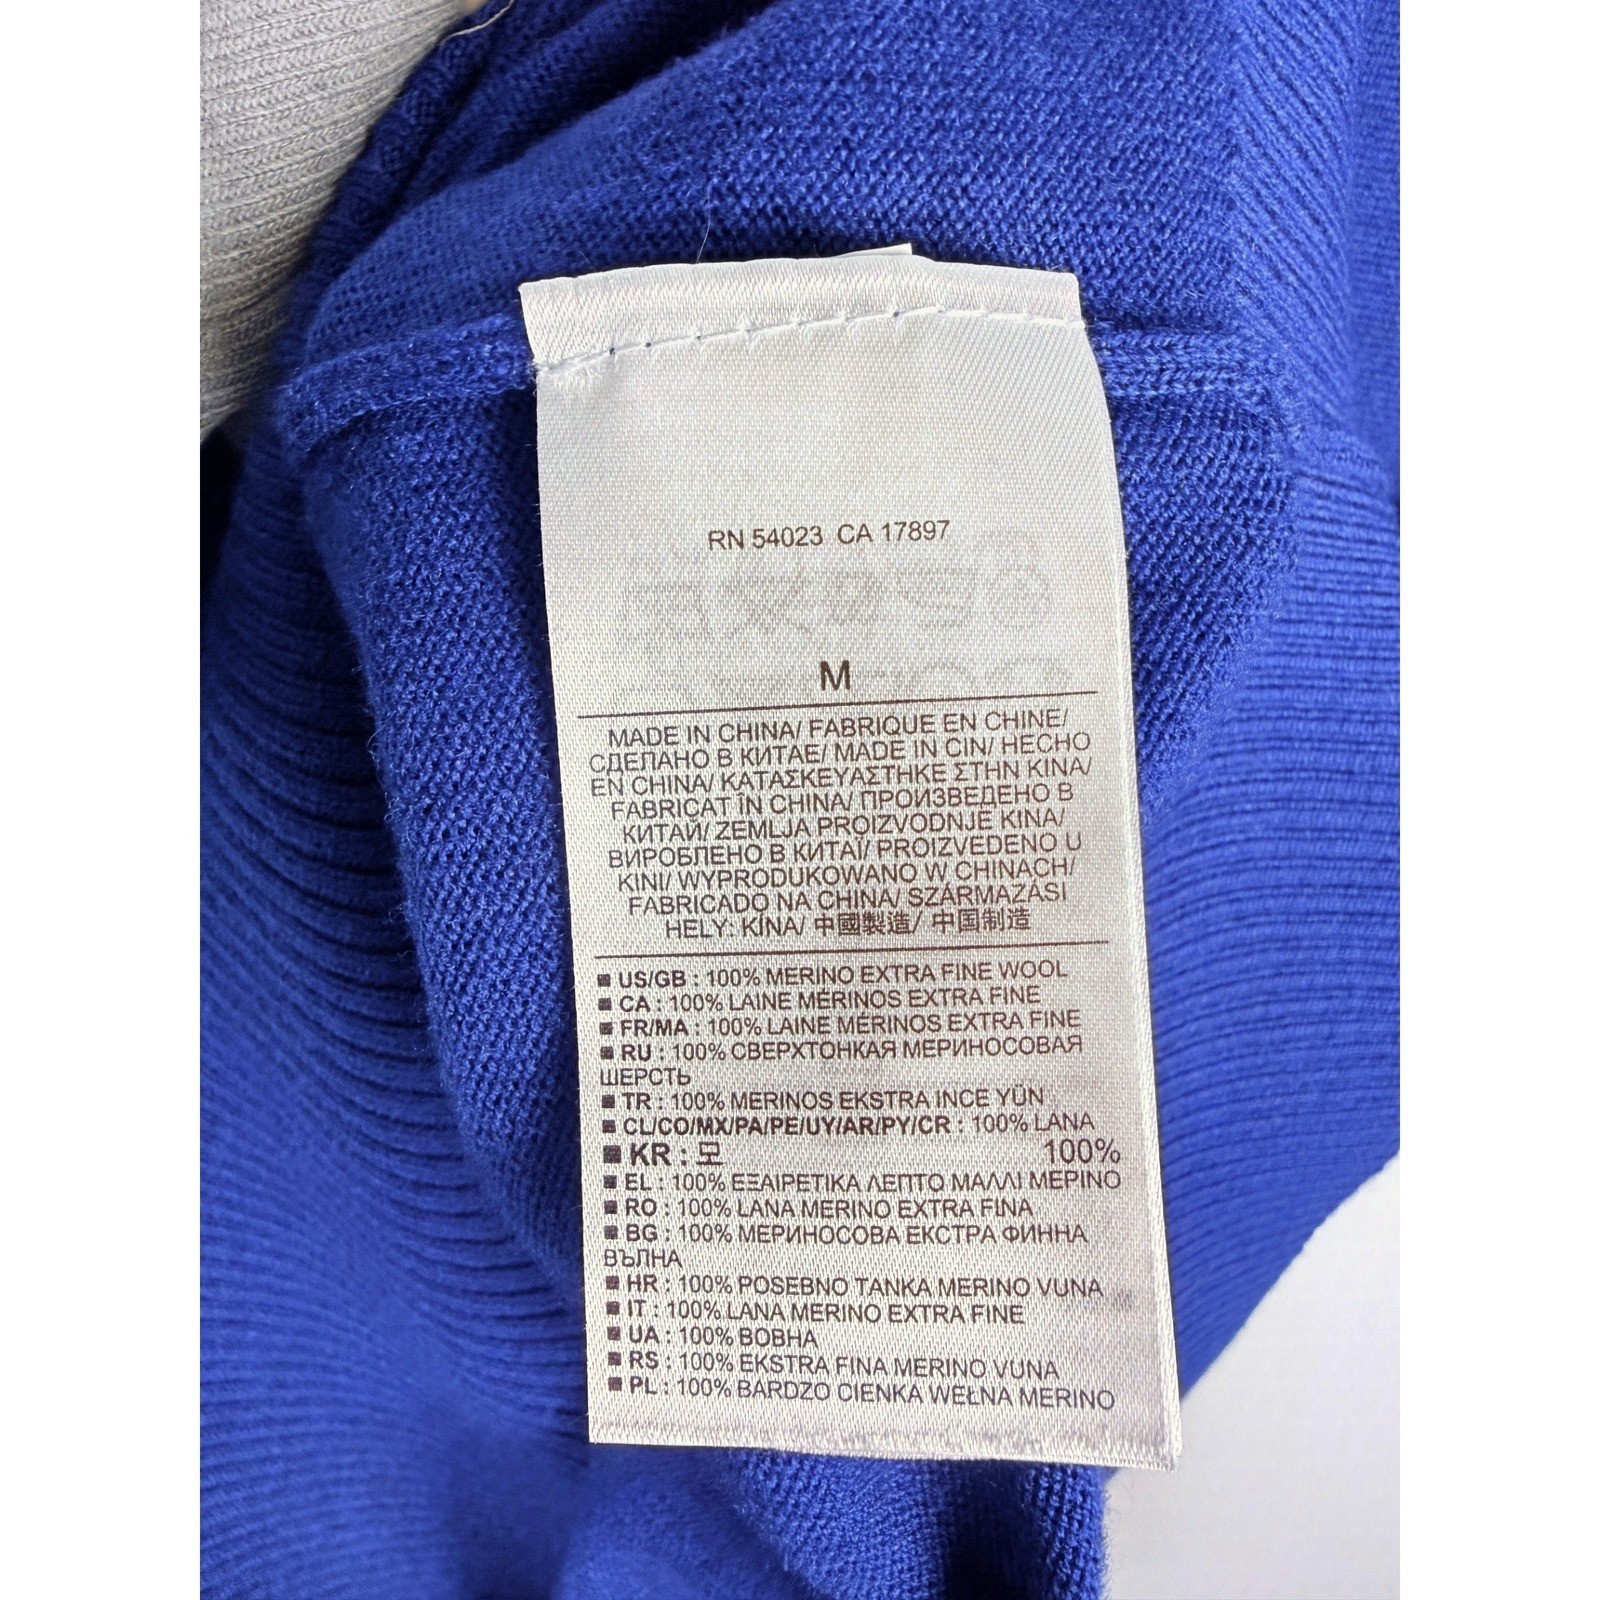 RN 54023 CA 17897
M
MADE IN CHINA/ FABRIQUE EN CHINE/
СДЕЛАНО В КИТАЕ/ MADE IN CIN/ HECHO
EN CHINA/ ΚΑΤΑΣΚΕΥΑΣΤΗΚΕ ΣΤΗΝ ΚΙΝΑ/
FABRICAT ÎN CHINA/ ПРОИЗВЕДЕНО В
КИТАЙ/ ZEMLJA PROIZVODNJE KINA/
ВИРОБЛЕНО В КИТАЇ/ PROIZVEDENO U
KINI/ WYPRODUKOWANO W CHINACH/
FABRICADO NA CHINA/ SZÁRMAZÁSI
HELY: KÍNA/ 中國製造/ 中国制造
■ US/GB : 100% MERINO EXTRA FINE WOOL
■ CA : 100% LAINE MÉRINOS EXTRA FINE
■ FR/MA : 100% LAINE MÉRINOS EXTRA FINE
■ RU : 100% СВЕРХТОНКАЯ МЕРИНОСОВАЯ
ШЕРСТЬ
■ TR : 100% MERINOS EKSTRA INCE YÜN
■ CL/CO/MX/PA/PE/UY/AR/PY/CR : 100% LANA
■ KR : 모 100%
■ EL : 100% ΕΞΑΙΡΕΤΙΚΑ ΛΕΠΤΟ ΜΑΛΛΙ ΜΕΡΙΝΟ
■ RO : 100% LANA MERINO EXTRA FINA
■ BG : 100% МЕРИНОСОВА ЕКСТРА ФИННА
ВЪЛНА
■ HR : 100% POSEBNO TANKA MERINO VUNA
■ IT : 100% LANA MERINO EXTRA FINE
■ UA : 100% ВОВНА
■ RS : 100% EKSTRA FINA MERINO VUNA
■ PL : 100% BARDZO CIENKA WEŁNA MERINO